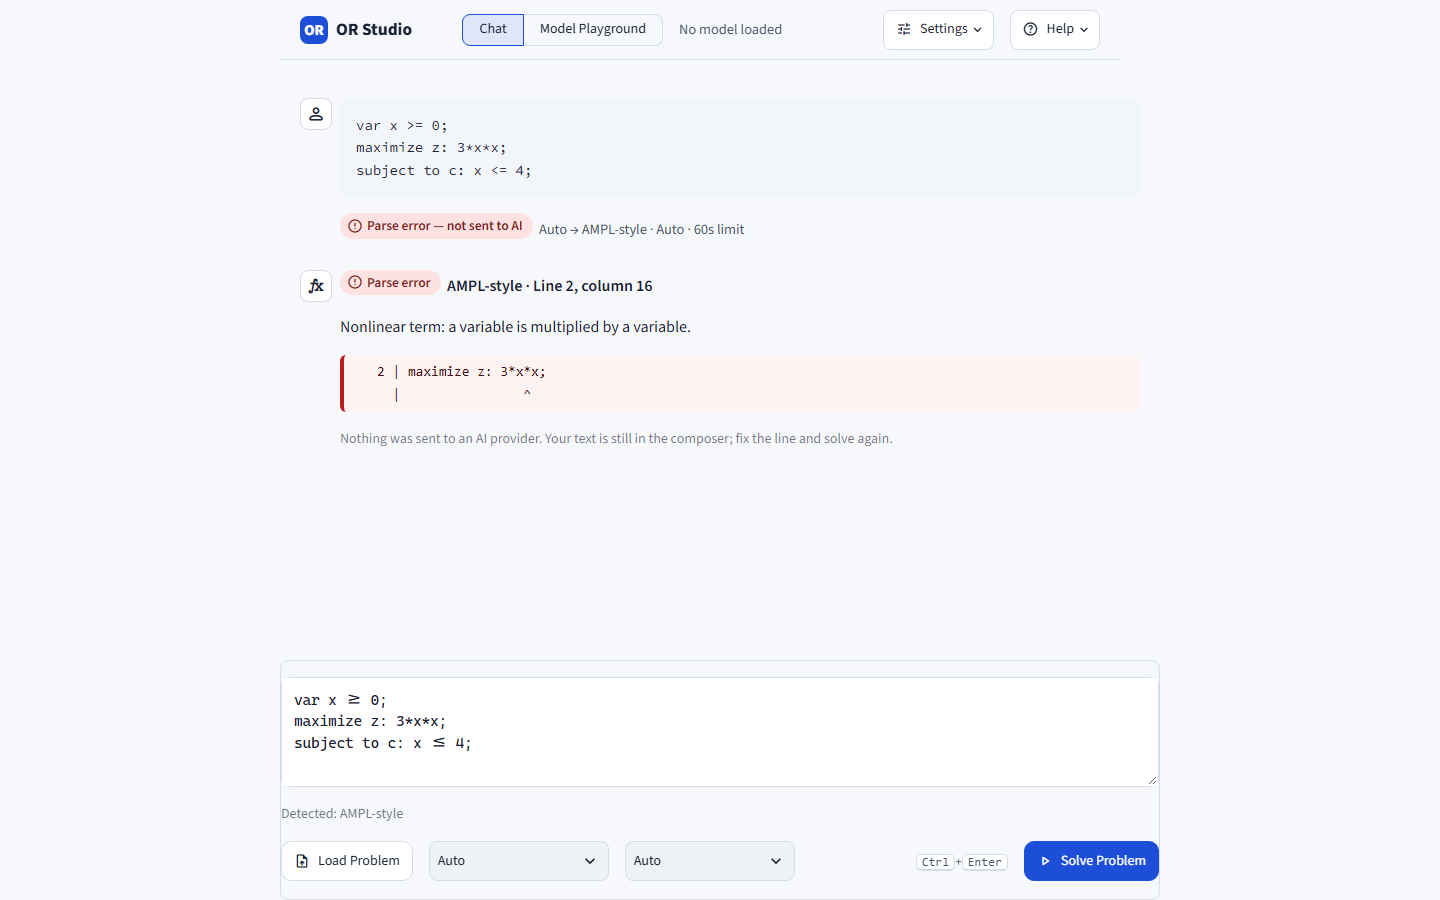 OR OR Studio Chat Model Playground No model loaded Settings Help
var x >= 0;
maximize z: 3*x*x;
subject to c: x <= 4;
Parse error — not sent to AI Auto → AMPL-style · Auto · 60s limit
fx Parse error AMPL-style · Line 2, column 16
Nonlinear term: a variable is multiplied by a variable.
2 | maximize z: 3*x*x;
| ^
Nothing was sent to an AI provider. Your text is still in the composer; fix the line and solve again.
var x ≥ 0;
maximize z: 3*x*x;
subject to c: x ≤ 4;
Detected: AMPL-style
Load Problem Auto Auto Ctrl+Enter Solve Problem